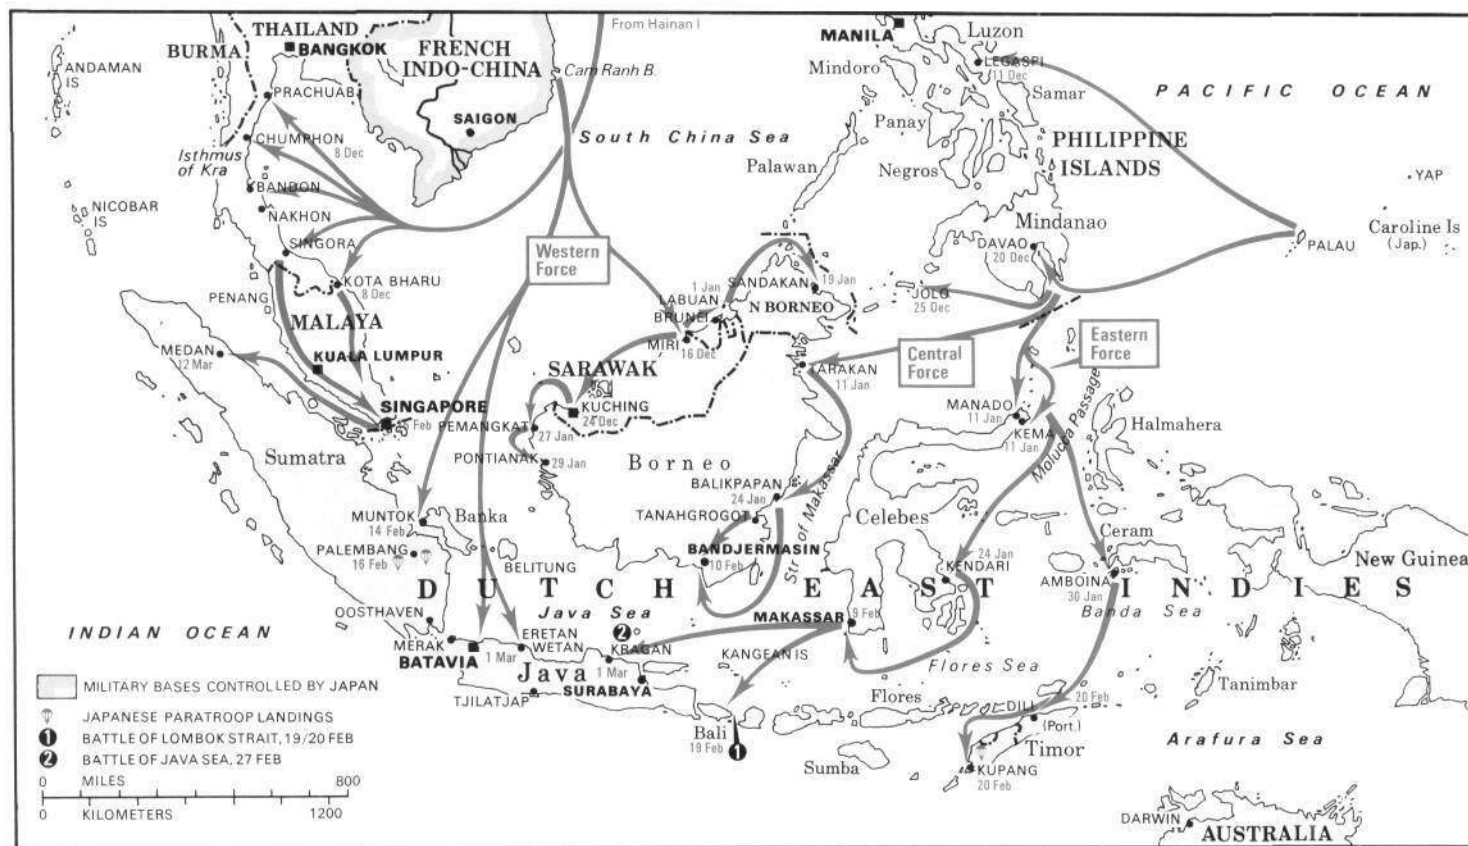 From Hainan I
THAILAND
BURMA
BANGKOK
FRENCH
INDO-CHINA
Cam Ranh B.
MANILA
Luzon
LEGASPI
11 Dec
Mindoro
Samar
PACIFIC OCEAN
ANDAMAN
IS
PRACHUAB
SAIGON
South China Sea
Panay
CHUMPHON
8 Dec
Isthmus
of Kra
PHILIPPINE
ISLANDS
Palawan
Negros
YAP
BANDON
NICOBAR
IS
NAKHON
Mindanao
Caroline Is
(Jap.)
SINGORA
DAVAO
20 Dec
PALAU
Western
Force
KOTA BHARU
8 Dec
PENANG
1 Jan
SANDAKAN
19 Jan
LABUAN
JOLO
25 Dec
N BORNEO
BRUNEI
MALAYA
MIRI
16 Dec
Eastern
Force
MEDAN
12 Mar
KUALA LUMPUR
SARAWAK
Central
Force
TARAKAN
11 Jan
SINGAPORE
15 Feb
KUCHING
24 Dec
MANADO
11 Jan
PEMANGKAT
27 Jan
KEMA
11 Jan
Molucca Passage
Halmahera
Sumatra
PONTIANAK
29 Jan
Borneo
BALIKPAPAN
24 Jan
Str of Makassar
MUNTOK
14 Feb
Banka
TANAHGROGOT
Celebes
Ceram
PALEMBANG
16 Feb
BANDJERMASIN
10 Feb
24 Jan
KENDARI
New Guinea
BELITUNG
AMBOINA
30 Jan
DUTCH EAST INDIES
Banda Sea
OOSTHAVEN
Java Sea
MAKASSAR
9 Feb
INDIAN OCEAN
2
MERAK
ERETAN
WETAN
KRAGAN
BATAVIA
1 Mar
1 Mar
KANGEAN IS
Flores Sea
Java
SURABAYA
Tanimbar
TJILATJAP
Flores
DILI
20 Feb
(Port.)
Bali
19 Feb
1
Timor
Arafura Sea
Sumba
KUPANG
20 Feb
DARWIN
AUSTRALIA
MILITARY BASES CONTROLLED BY JAPAN
JAPANESE PARATROOP LANDINGS
1 BATTLE OF LOMBOK STRAIT, 19/20 FEB
2 BATTLE OF JAVA SEA, 27 FEB
0 MILES 800
0 KILOMETERS 1200